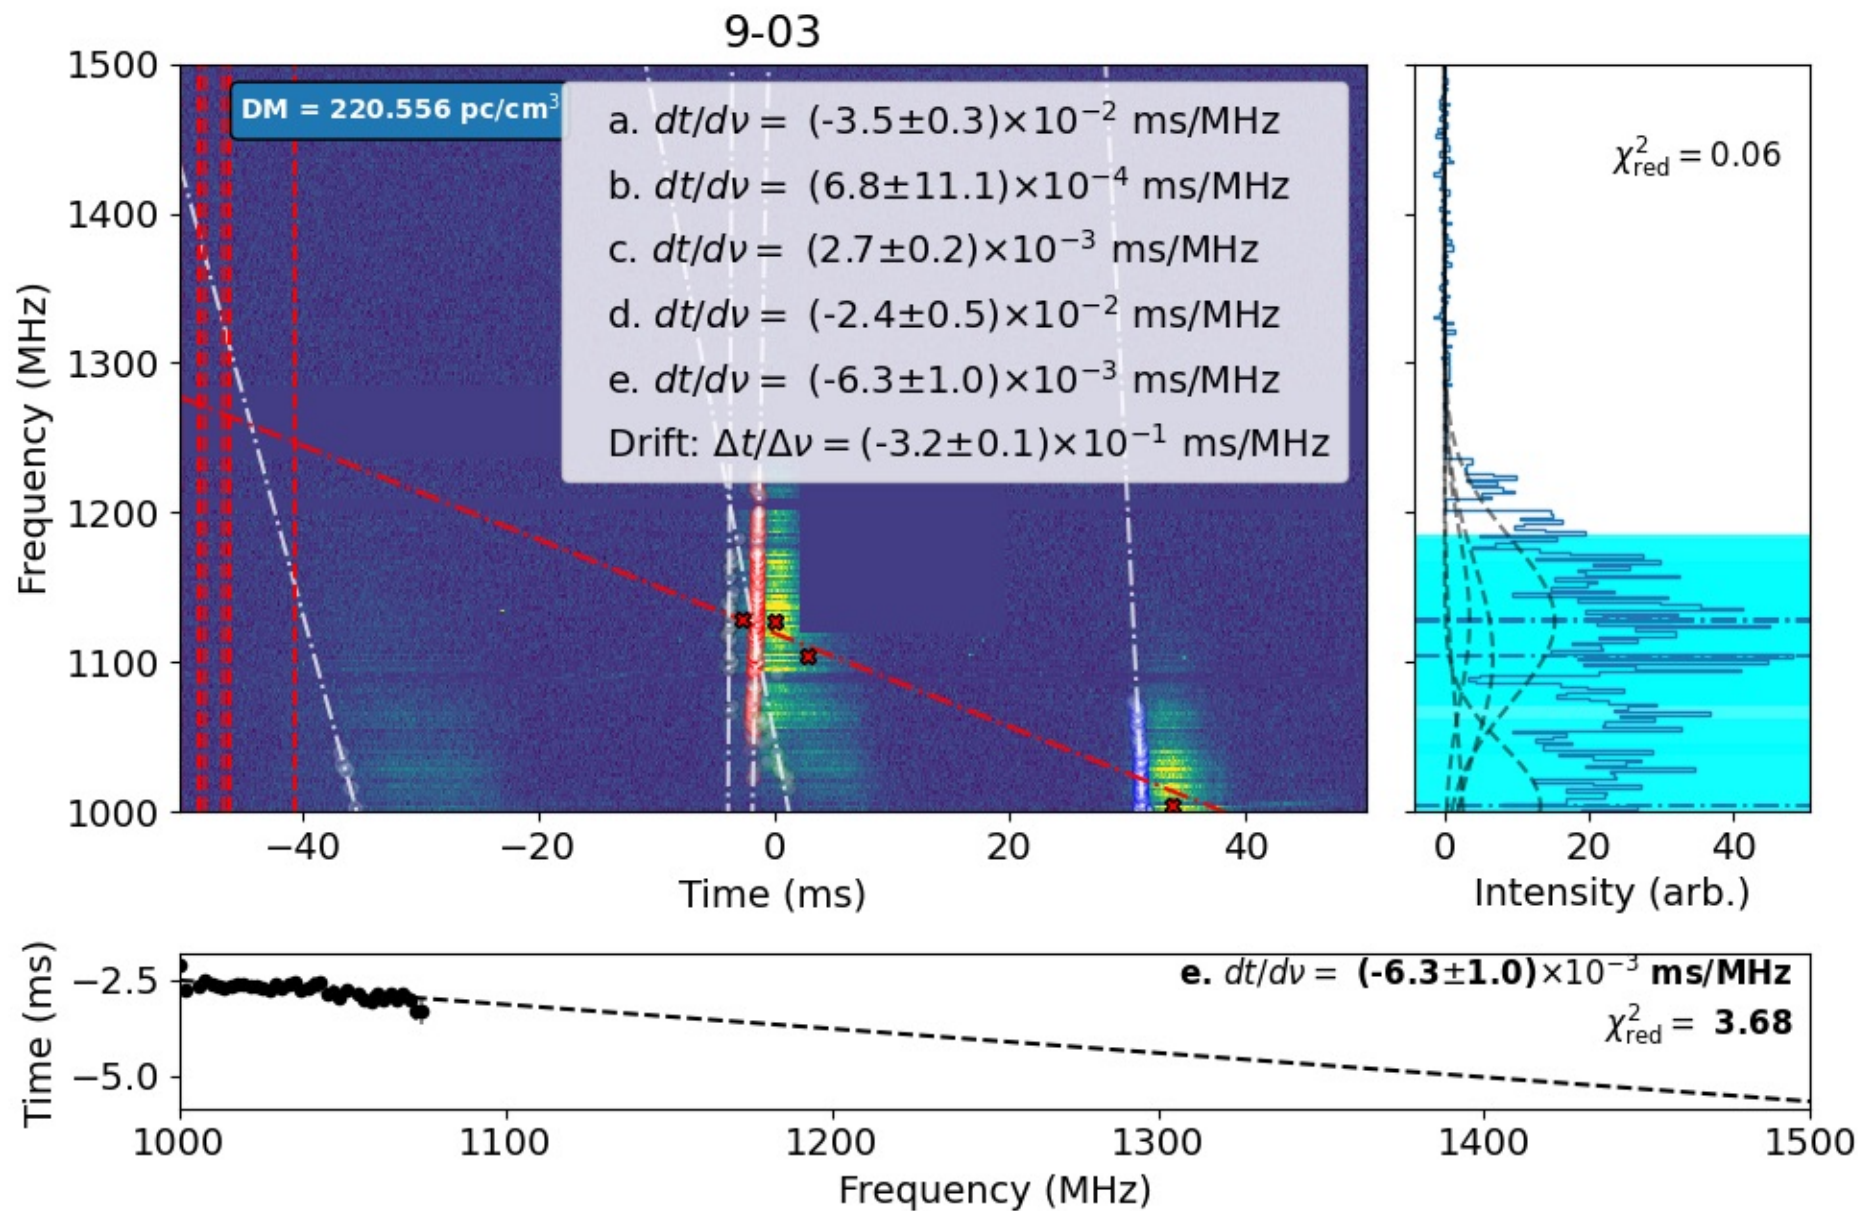 9-03
1500
1400
1300
1200
1100
1000
Frequency (MHz)
DM = 220.556 pc/cm³
a. dt/dν = (-3.5±0.3)×10⁻² ms/MHz
b. dt/dν = (6.8±11.1)×10⁻⁴ ms/MHz
c. dt/dν = (2.7±0.2)×10⁻³ ms/MHz
d. dt/dν = (-2.4±0.5)×10⁻² ms/MHz
e. dt/dν = (-6.3±1.0)×10⁻³ ms/MHz
Drift: Δt/Δν = (-3.2±0.1)×10⁻¹ ms/MHz
−40 −20 0 20 40
Time (ms)
χ²red = 0.06
0 20 40
Intensity (arb.)
Time (ms)
−2.5
−5.0
e. dt/dν = (-6.3±1.0)×10⁻³ ms/MHz
χ²red = 3.68
1000 1100 1200 1300 1400 1500
Frequency (MHz)